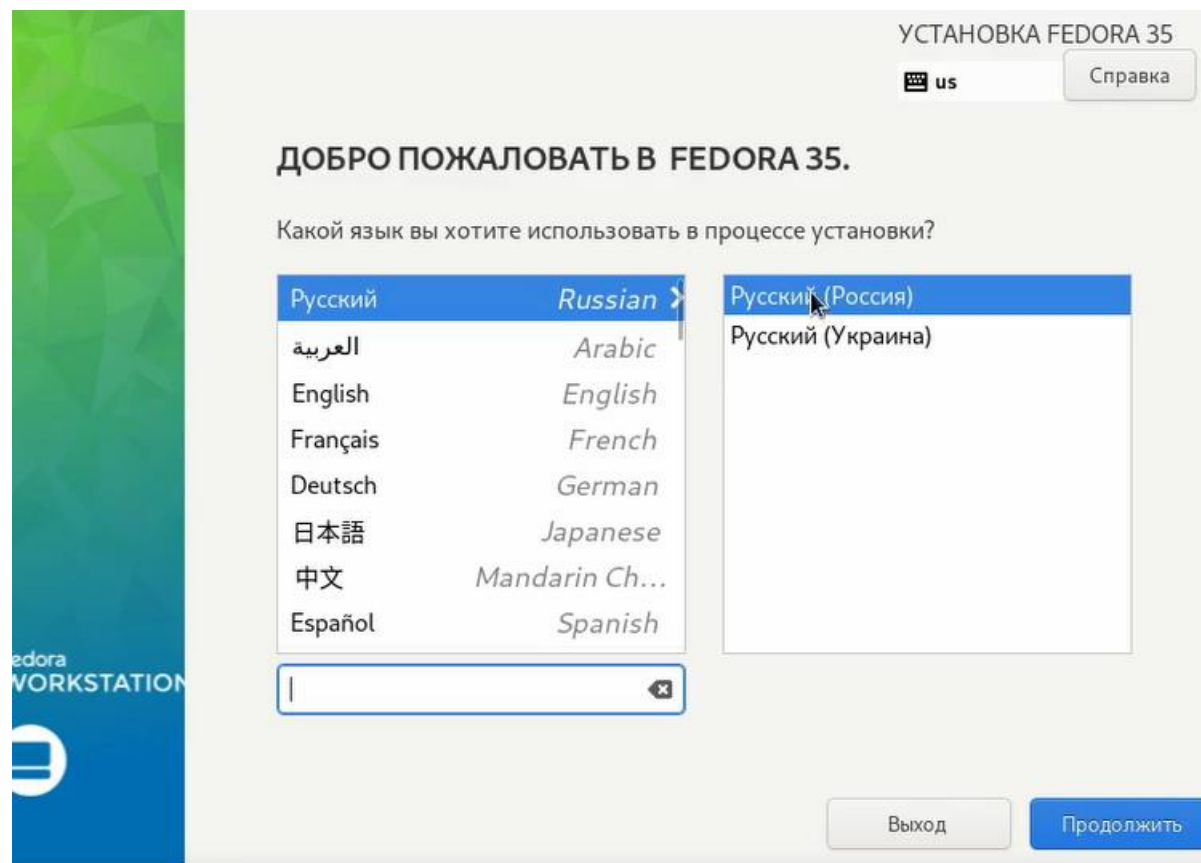 УСТАНОВКА FEDORA 35
us
Справка
ДОБРО ПОЖАЛОВАТЬ В FEDORA 35.
Какой язык вы хотите использовать в процессе установки?
Русский Russian
العربية Arabic
English English
Français French
Deutsch German
日本語 Japanese
中文 Mandarin Ch...
Español Spanish
Русский (Россия)
Русский (Украина)
edora
WORKSTATION
Выход
Продолжить